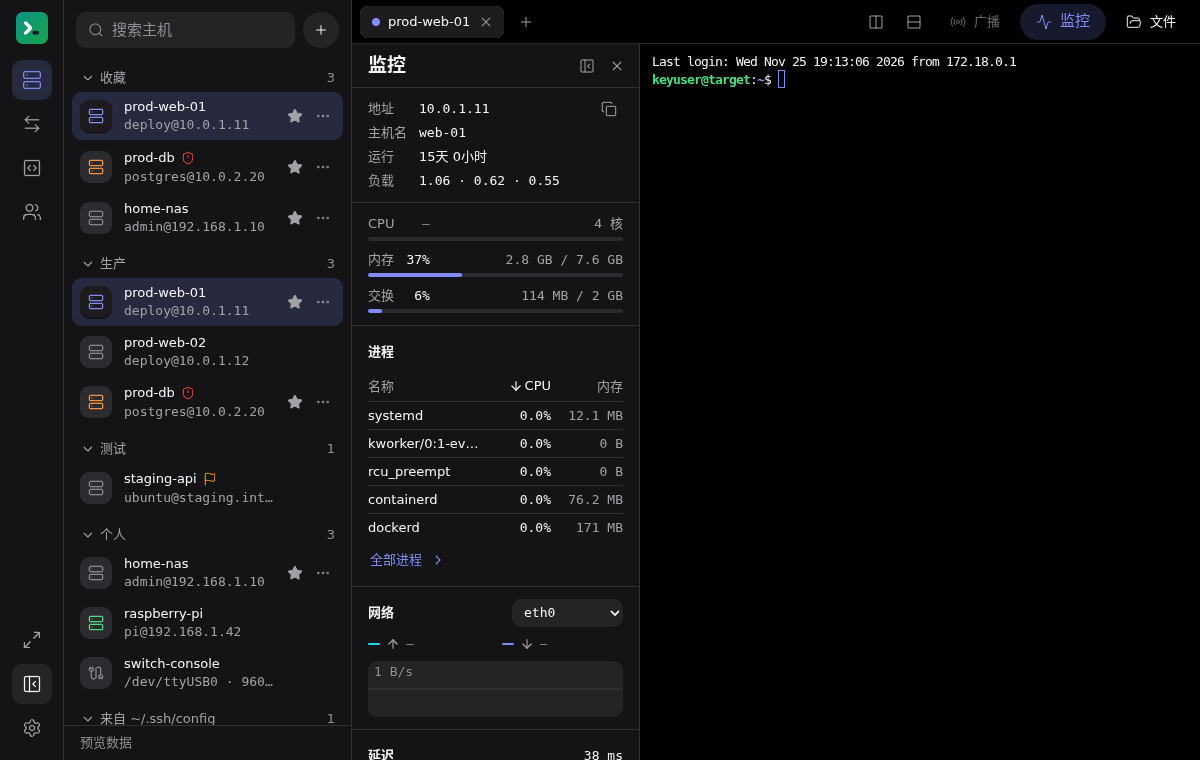 搜索主机
收藏 3
prod-web-01
deploy@10.0.1.11
prod-db
postgres@10.0.2.20
home-nas
admin@192.168.1.10
生产 3
prod-web-01
deploy@10.0.1.11
prod-web-02
deploy@10.0.1.12
prod-db
postgres@10.0.2.20
测试 1
staging-api
ubuntu@staging.int…
个人 3
home-nas
admin@192.168.1.10
raspberry-pi
pi@192.168.1.42
switch-console
/dev/ttyUSB0 · 960…
来自 ~/.ssh/config 1
预览数据
prod-web-01
广播
监控
文件
监控
地址 10.0.1.11
主机名 web-01
运行 15天 0小时
负载 1.06 · 0.62 · 0.55
CPU — 4 核
内存 37% 2.8 GB / 7.6 GB
交换 6% 114 MB / 2 GB
进程
名称 CPU 内存
systemd 0.0% 12.1 MB
kworker/0:1-ev… 0.0% 0 B
rcu_preempt 0.0% 0 B
containerd 0.0% 76.2 MB
dockerd 0.0% 171 MB
全部进程
网络 eth0
— —
1 B/s
延迟 38 ms
Last login: Wed Nov 25 19:13:06 2026 from 172.18.0.1
keyuser@target:~$